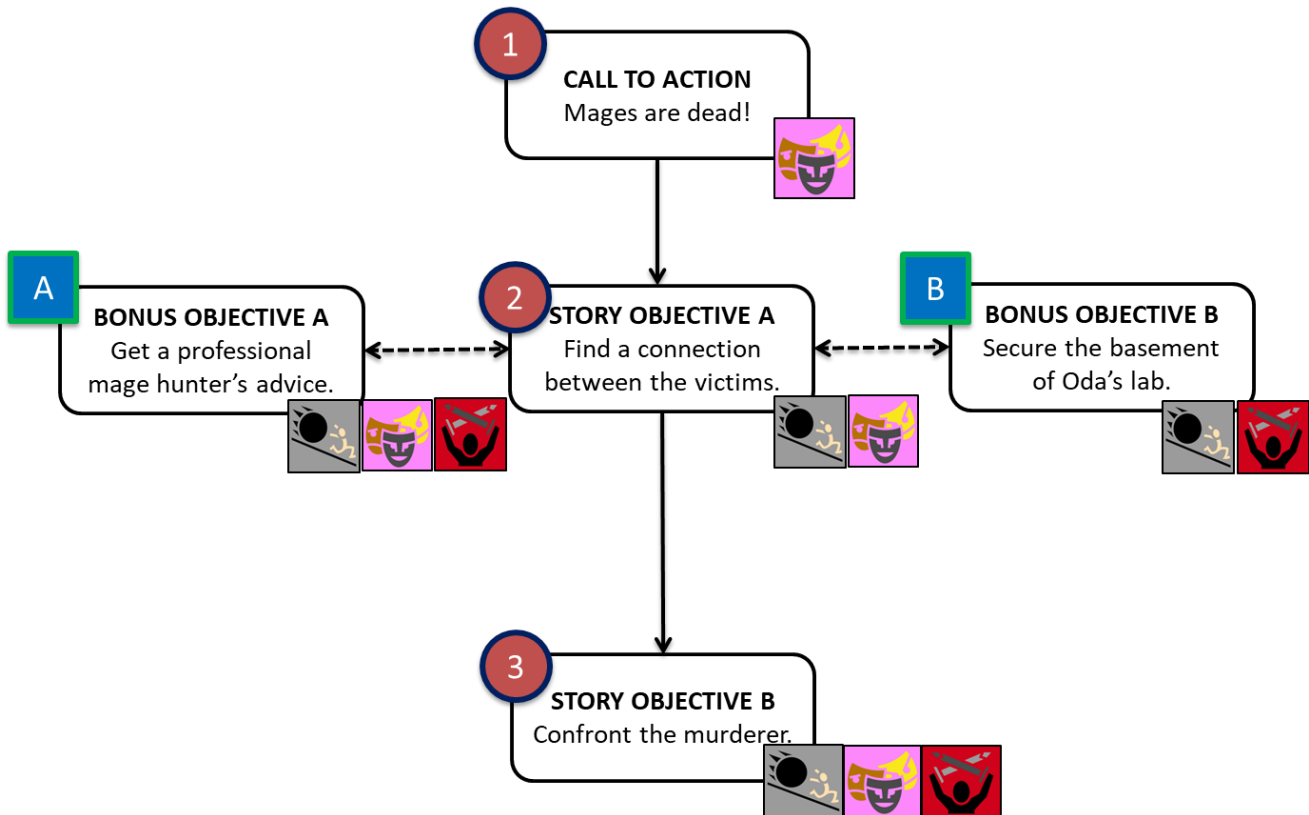 1
CALL TO ACTION
Mages are dead!
A
BONUS OBJECTIVE A
Get a professional
mage hunter’s advice.
2
STORY OBJECTIVE A
Find a connection
between the victims.
B
BONUS OBJECTIVE B
Secure the basement
of Oda’s lab.
3
STORY OBJECTIVE B
Confront the murderer.